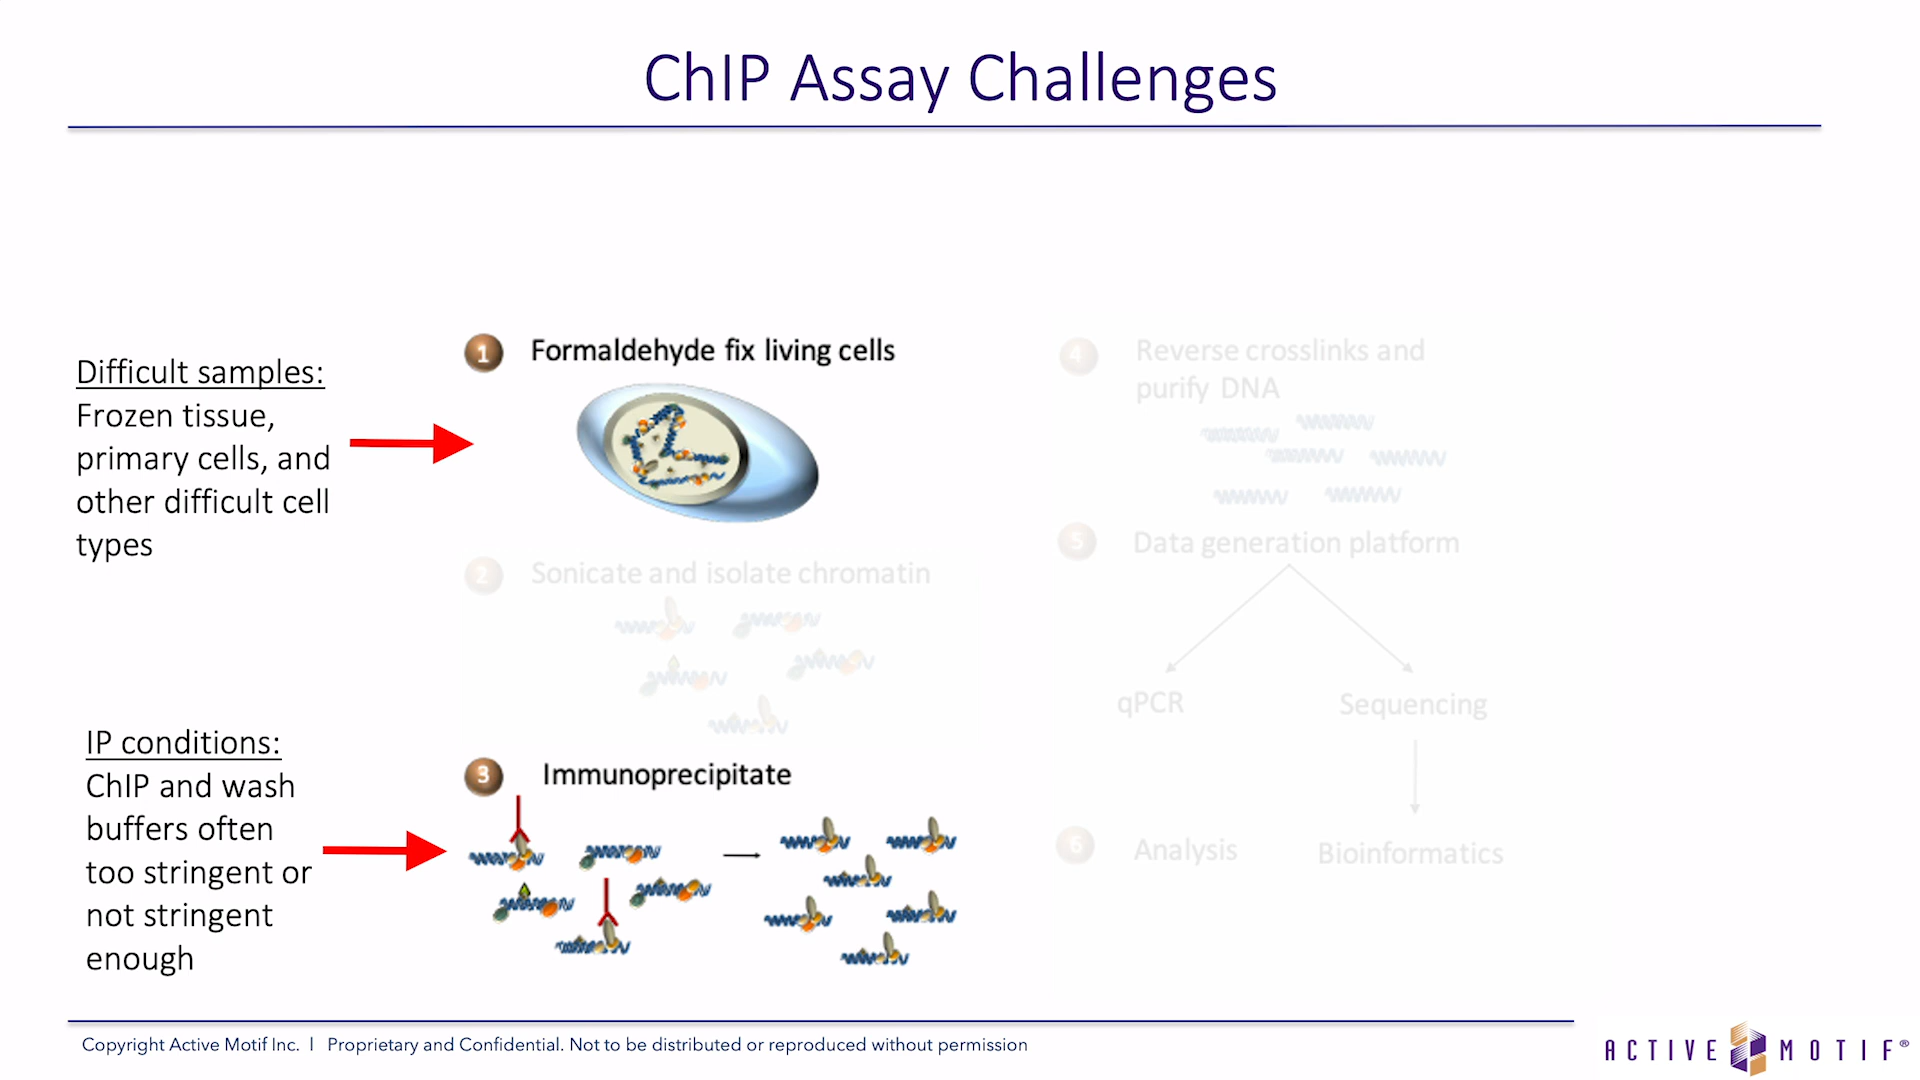 ChIP Assay Challenges
Difficult samples:
Frozen tissue,
primary cells, and
other difficult cell
types
1 Formaldehyde fix living cells
2 Sonicate and isolate chromatin
IP conditions:
ChIP and wash
buffers often
too stringent or
not stringent
enough
3 Immunoprecipitate
4 Reverse crosslinks and
purify DNA
5 Data generation platform
qPCR
Sequencing
6 Analysis
Bioinformatics
Copyright Active Motif Inc. I Proprietary and Confidential. Not to be distributed or reproduced without permission
ACTIVE MOTIF®